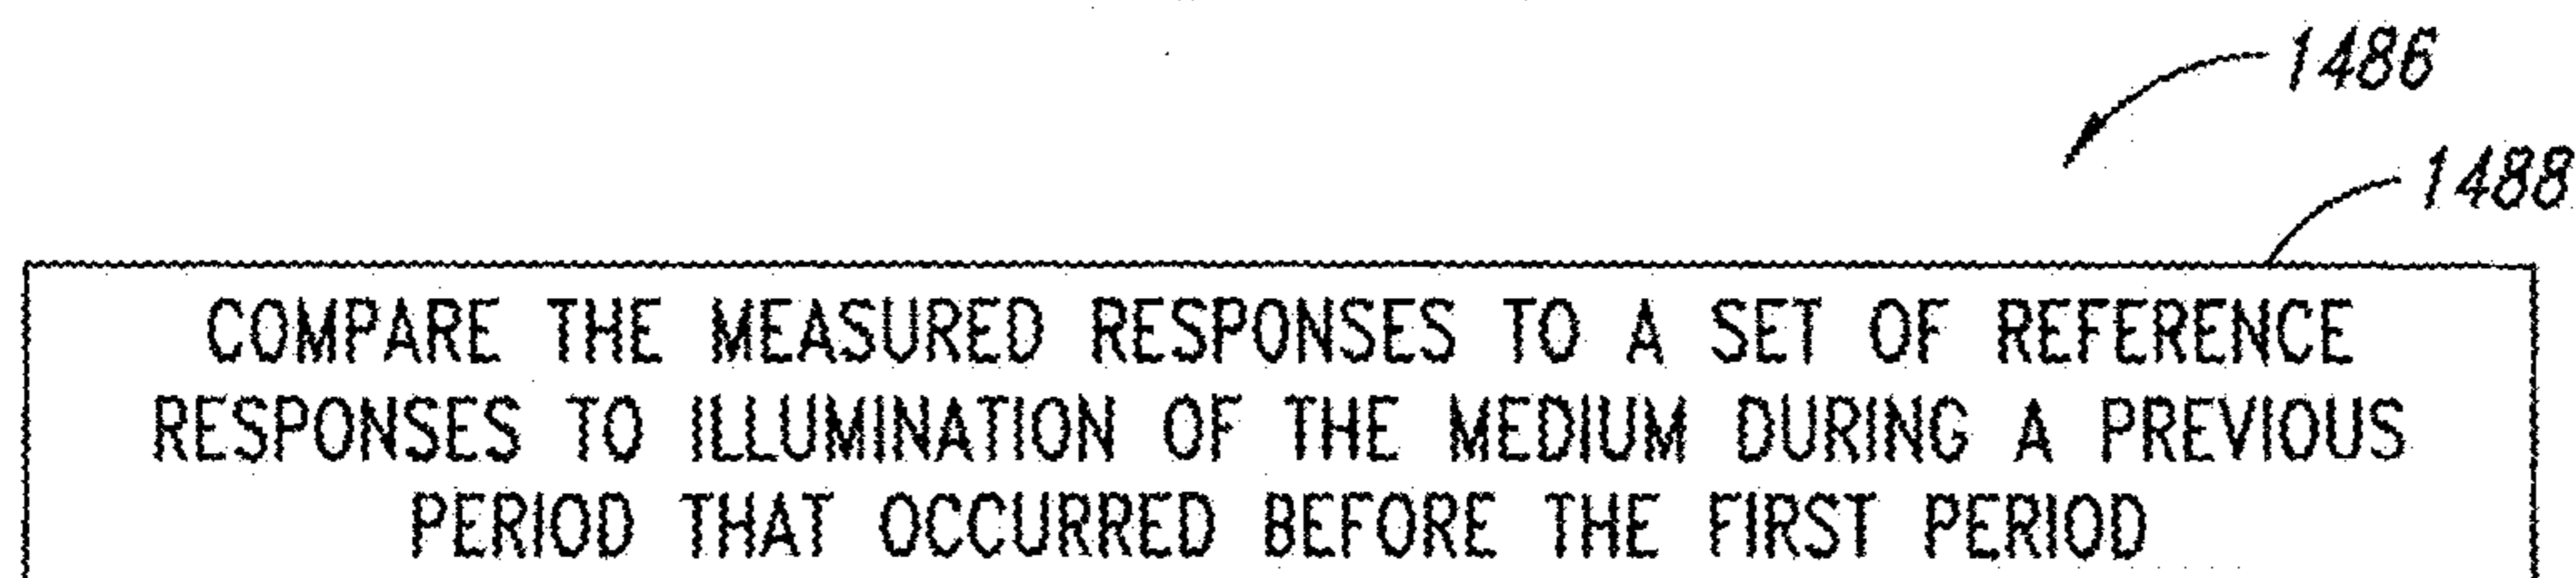 1486
1488
COMPARE THE MEASURED RESPONSES TO A SET OF REFERENCE
RESPONSES TO ILLUMINATION OF THE MEDIUM DURING A PREVIOUS
PERIOD THAT OCCURRED BEFORE THE FIRST PERIOD